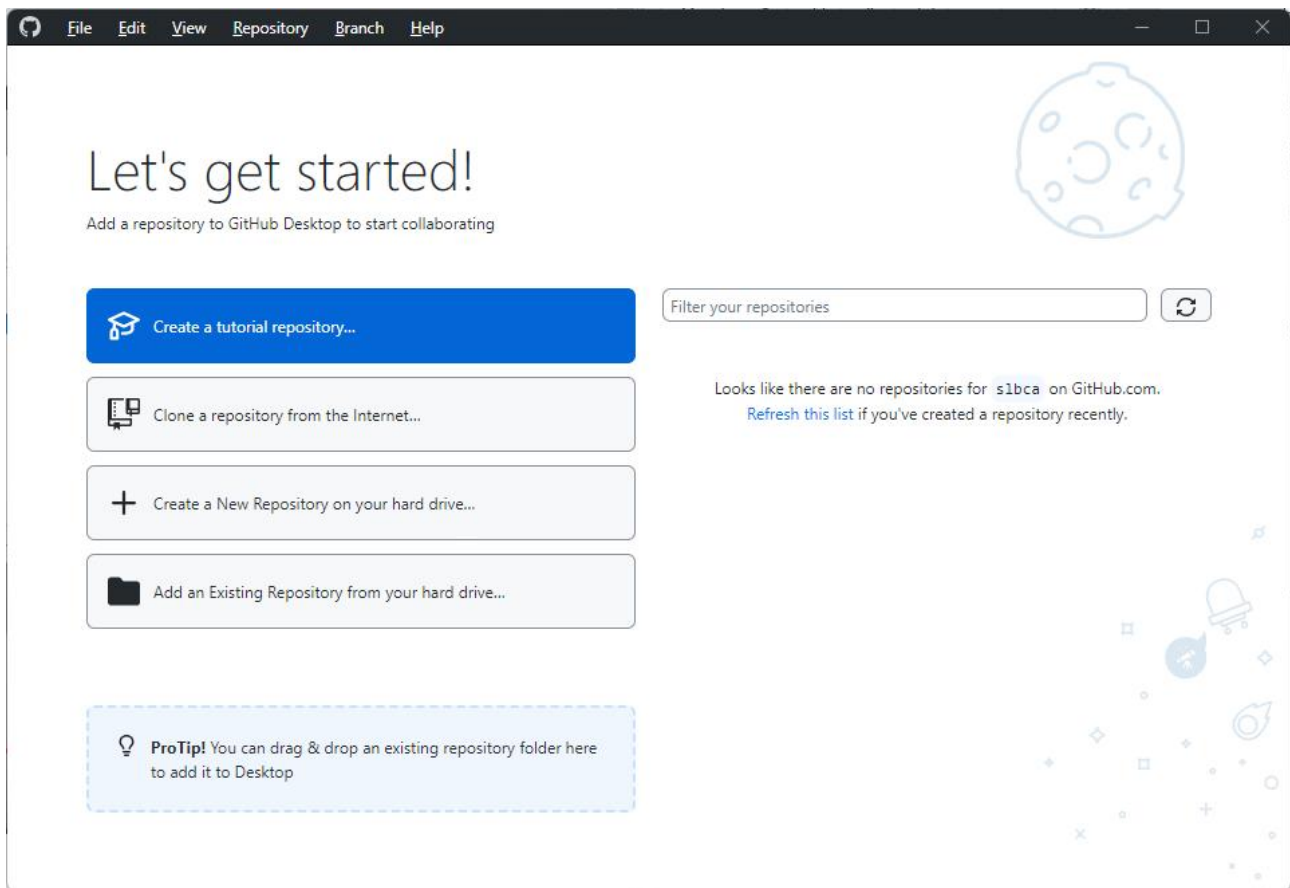 File Edit View Repository Branch Help
Let's get started!
Add a repository to GitHub Desktop to start collaborating
Create a tutorial repository...
Clone a repository from the Internet...
Create a New Repository on your hard drive...
Add an Existing Repository from your hard drive...
ProTip! You can drag & drop an existing repository folder here
to add it to Desktop
Filter your repositories
Looks like there are no repositories for slbca on GitHub.com.
Refresh this list if you've created a repository recently.